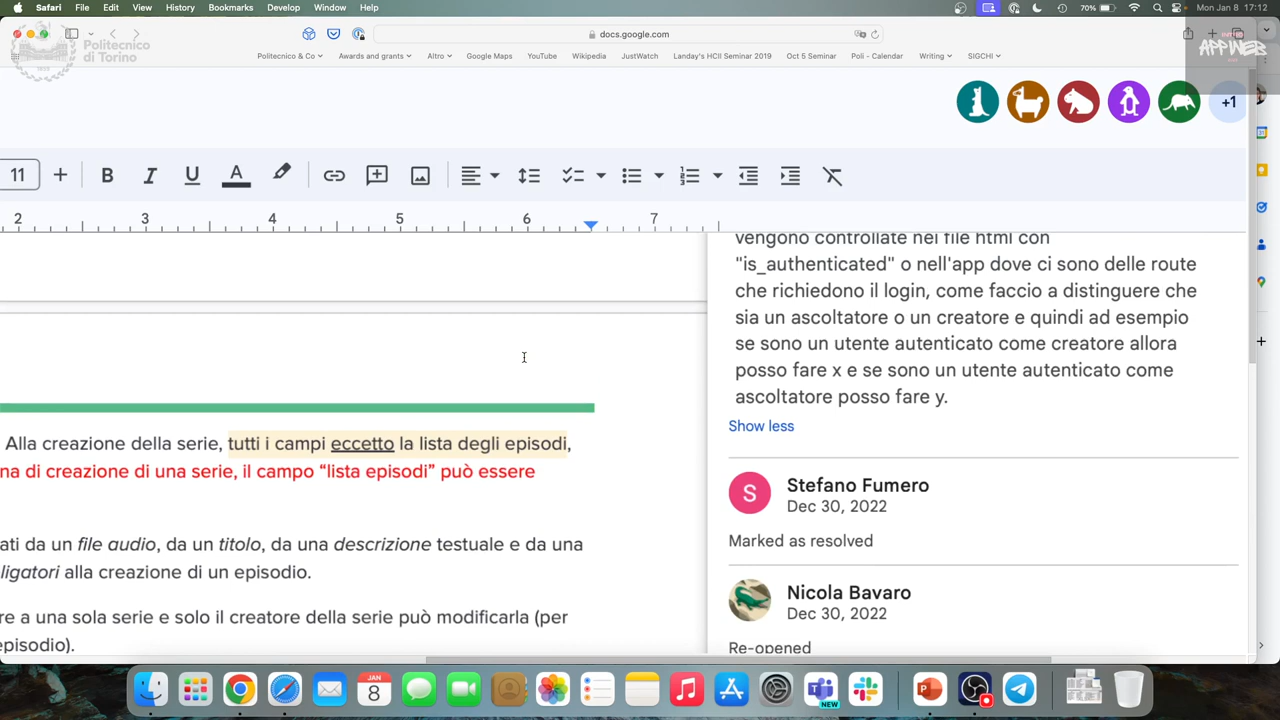 Safari File Edit View History Bookmarks Develop Window Help
70% Mon Jan 8 17:12
Politecnico
di Torino
1859
docs.google.com
INTRO
APPWEB
Politecnico & Co Awards and grants Altro Google Maps YouTube Wikipedia JustWatch Landay's HCII Seminar 2019 Oct 5 Seminar Poli - Calendar Writing SIGCHI
+1
11 + B I U A
2 3 4 5 6 7
vengono controllate nei file html con
"is_authenticated" o nell'app dove ci sono delle route
che richiedono il login, come faccio a distinguere che
sia un ascoltatore o un creatore e quindi ad esempio
se sono un utente autenticato come creatore allora
posso fare x e se sono un utente autenticato come
ascoltatore posso fare y.
Show less
Alla creazione della serie, tutti i campi eccetto la lista degli episodi,
na di creazione di una serie, il campo “lista episodi” può essere
ati da un file audio, da un titolo, da una descrizione testuale e da una
ligatori alla creazione di un episodio.
re a una sola serie e solo il creatore della serie può modificarla (per
episodio).
S
Stefano Fumero
Dec 30, 2022
Marked as resolved
Nicola Bavaro
Dec 30, 2022
Re-opened
JAN
8
NEW